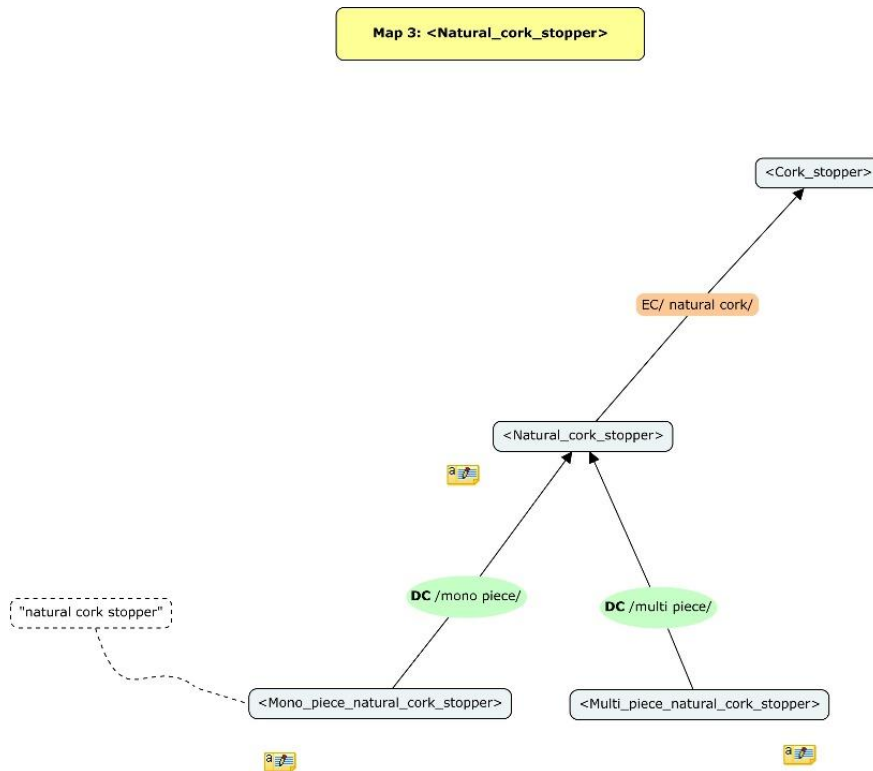 Map 3: <Natural_cork_stopper>
<Cork_stopper>
EC/ natural cork/
<Natural_cork_stopper>
a
DC /mono piece/
DC /multi piece/
"natural cork stopper"
<Mono_piece_natural_cork_stopper>
<Multi_piece_natural_cork_stopper>
a
a